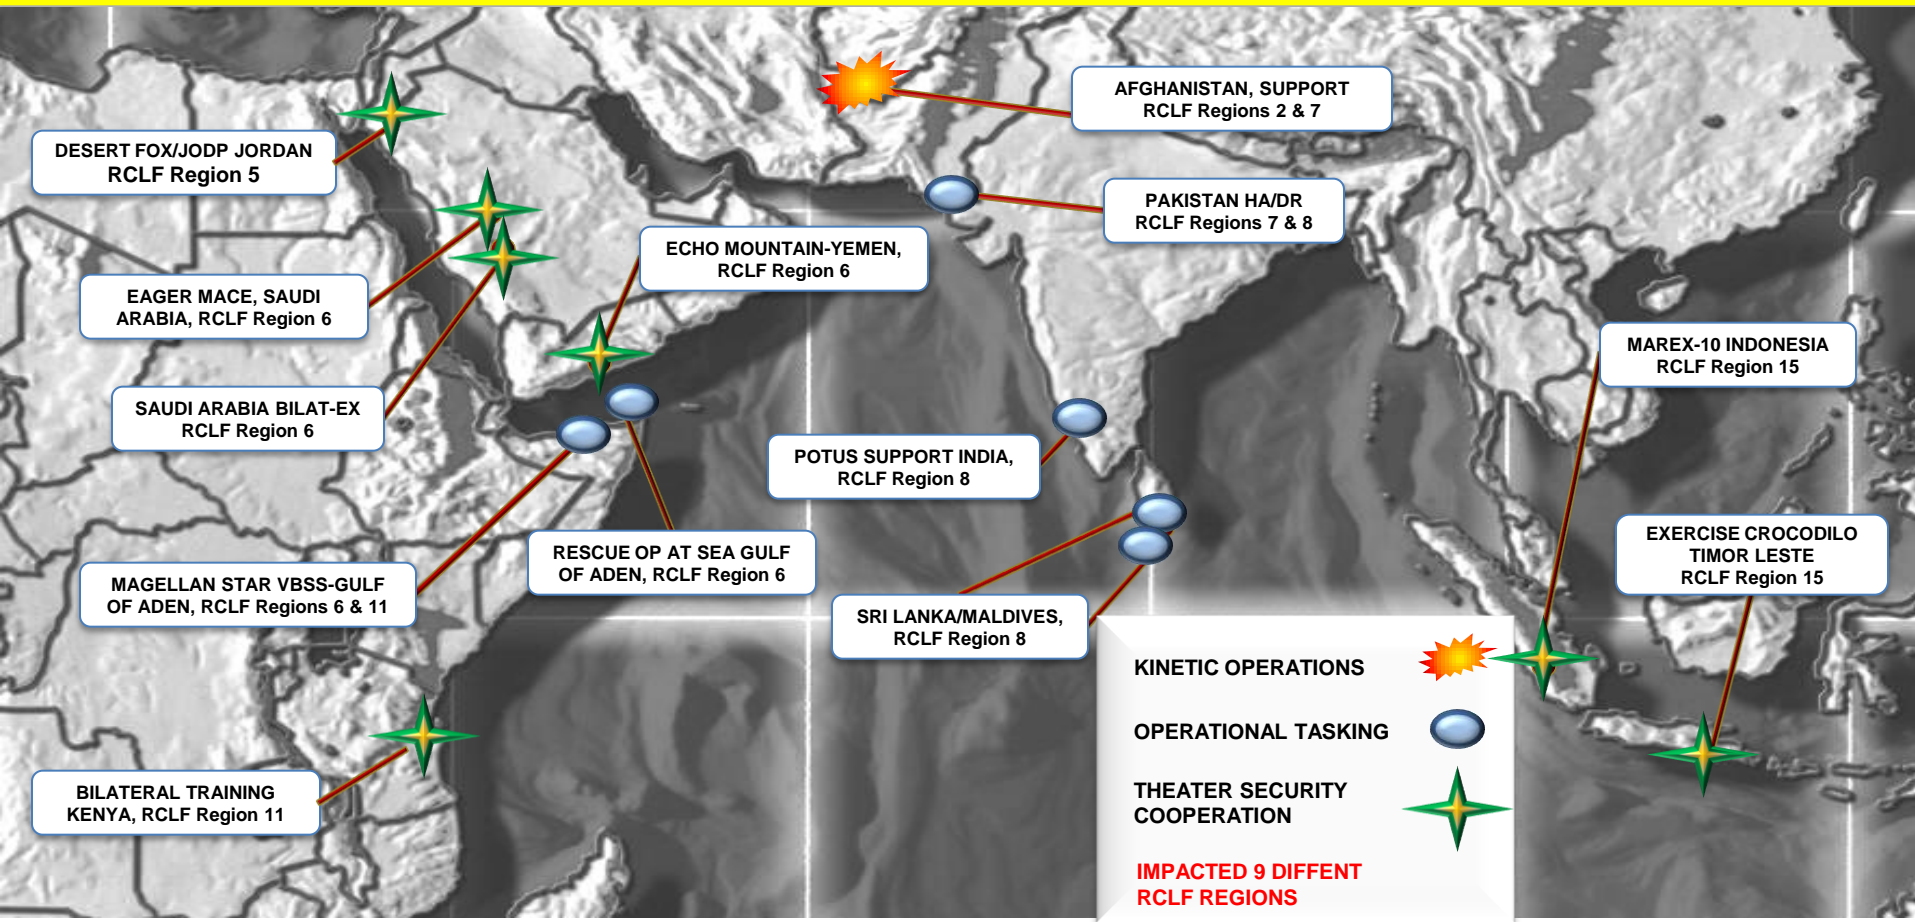 AFGHANISTAN, SUPPORT
RCLF Regions 2 & 7
DESERT FOX/JODP JORDAN
RCLF Region 5
PAKISTAN HA/DR
RCLF Regions 7 & 8
ECHO MOUNTAIN-YEMEN,
RCLF Region 6
EAGER MACE, SAUDI
ARABIA, RCLF Region 6
MAREX-10 INDONESIA
RCLF Region 15
SAUDI ARABIA BILAT-EX
RCLF Region 6
POTUS SUPPORT INDIA,
RCLF Region 8
EXERCISE CROCODILO
TIMOR LESTE
RCLF Region 15
RESCUE OP AT SEA GULF
OF ADEN, RCLF Region 6
MAGELLAN STAR VBSS-GULF
OF ADEN, RCLF Regions 6 & 11
SRI LANKA/MALDIVES,
RCLF Region 8
BILATERAL TRAINING
KENYA, RCLF Region 11
KINETIC OPERATIONS
OPERATIONAL TASKING
THEATER SECURITY
COOPERATION
IMPACTED 9 DIFFENT
RCLF REGIONS